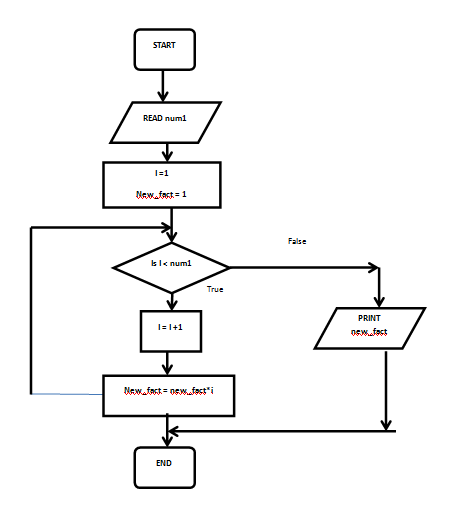 START
READ num1
I =1
New_fact = 1
False
Is I < num1
True
PRINT
new_fact
I = I +1
New_fact = new_fact*i
END